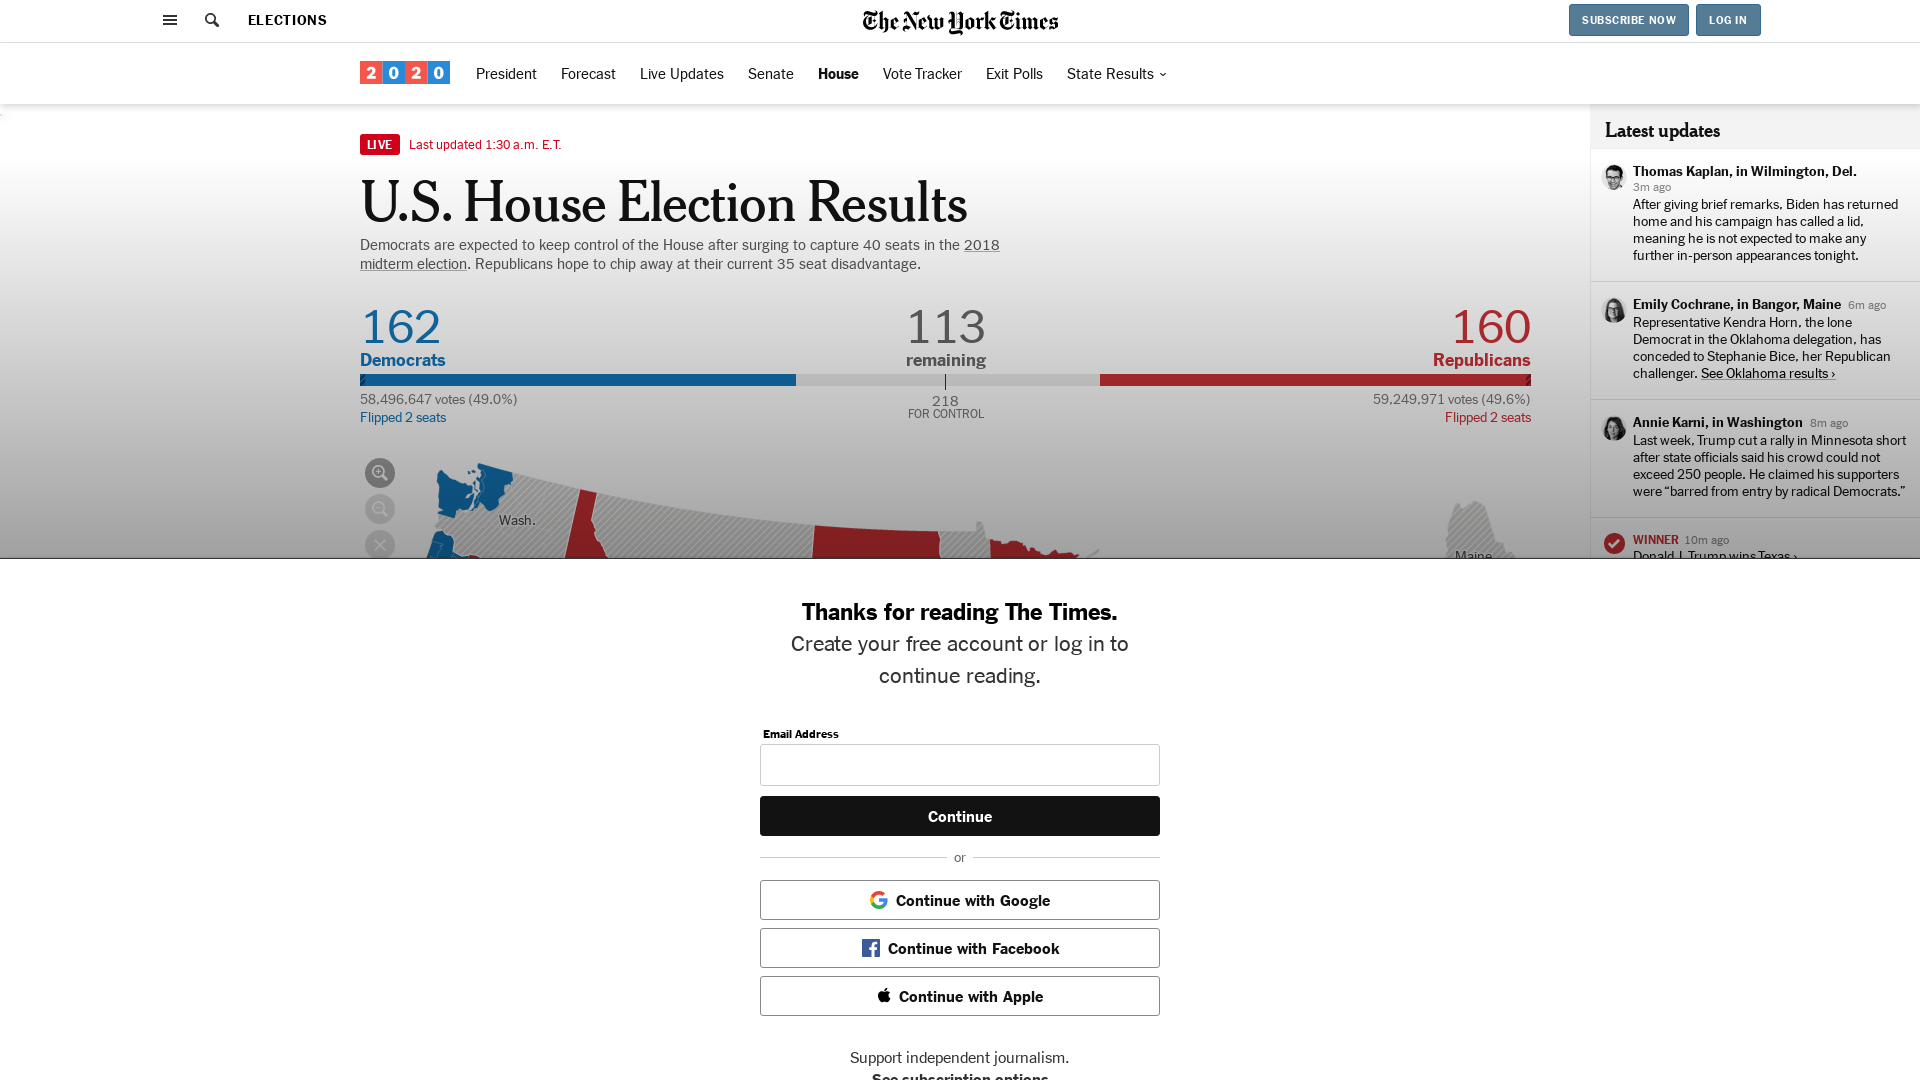 ELECTIONS
The New York Times
SUBSCRIBE NOW
LOG IN
2020
President
Forecast
Live Updates
Senate
House
Vote Tracker
Exit Polls
State Results
LIVE
Last updated 1:30 a.m. E.T.
U.S. House Election Results
Democrats are expected to keep control of the House after surging to capture 40 seats in the 2018
midterm election. Republicans hope to chip away at their current 35 seat disadvantage.
162
Democrats
113
remaining
160
Republicans
58,496,647 votes (49.0%)
Flipped 2 seats
218
FOR CONTROL
59,249,971 votes (49.6%)
Flipped 2 seats
Wash.
Maine
Latest updates
Thomas Kaplan, in Wilmington, Del.
3m ago
After giving brief remarks, Biden has returned
home and his campaign has called a lid,
meaning he is not expected to make any
further in-person appearances tonight.
Emily Cochrane, in Bangor, Maine 6m ago
Representative Kendra Horn, the lone
Democrat in the Oklahoma delegation, has
conceded to Stephanie Bice, her Republican
challenger. See Oklahoma results ›
Annie Karni, in Washington 8m ago
Last week, Trump cut a rally in Minnesota short
after state officials said his crowd could not
exceed 250 people. He claimed his supporters
were “barred from entry by radical Democrats.”
WINNER 10m ago
Donald J. Trump wins Texas ›
Thanks for reading The Times.
Create your free account or log in to
continue reading.
Email Address
Continue
or
Continue with Google
Continue with Facebook
Continue with Apple
Support independent journalism.
See subscription options